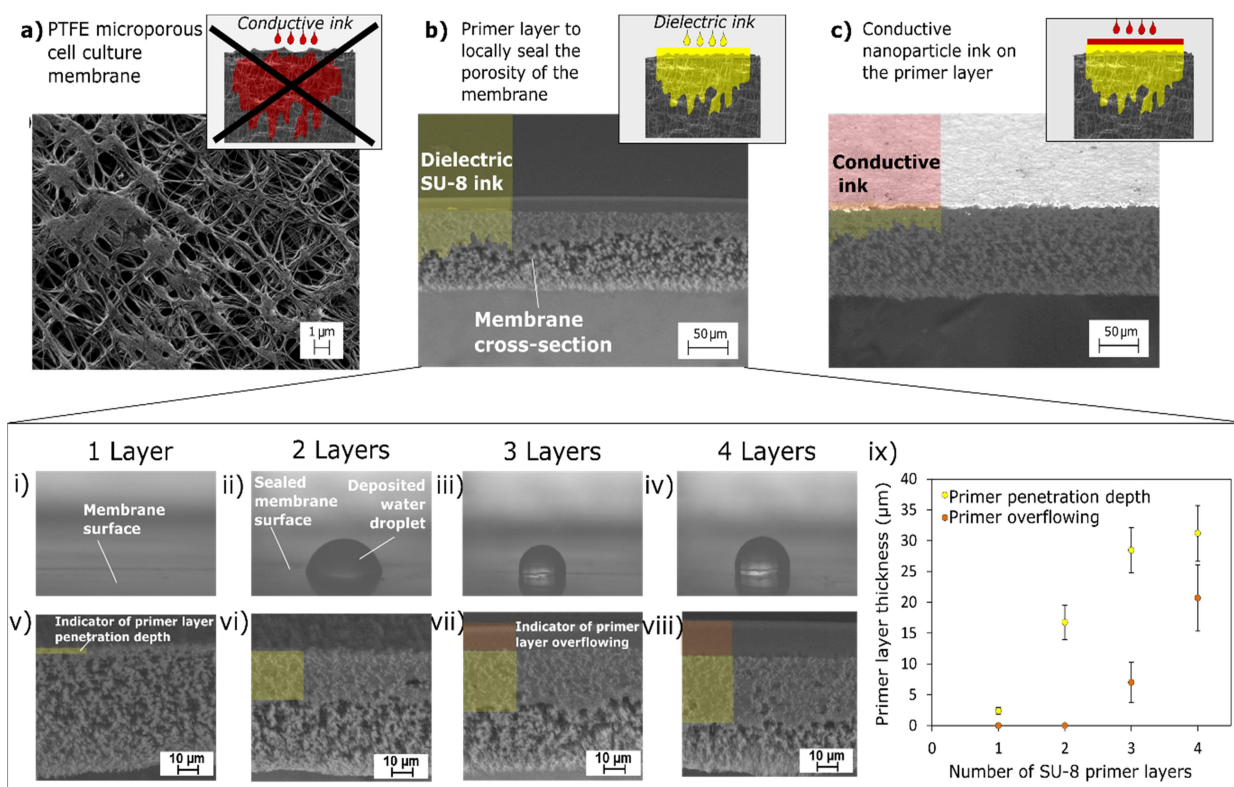 a) PTFE microporous
cell culture
membrane
Conductive ink
1 µm
b) Primer layer to
locally seal the
porosity of the
membrane
Dielectric ink
Dielectric
SU-8 ink
Membrane
cross-section
50 µm
c) Conductive
nanoparticle ink on
the primer layer
Conductive
ink
50 µm
1 Layer
2 Layers
3 Layers
4 Layers
i)
Membrane
surface
ii)
Sealed
membrane
surface
Deposited
water
droplet
iii)
iv)
v)
Indicator of primer layer
penetration depth
10 µm
vi)
10 µm
vii)
Indicator of primer
layer overflowing
10 µm
viii)
10 µm
ix)
Primer layer thickness (µm)
40
35
30
25
20
15
10
5
0
Primer penetration depth
Primer overflowing
0 1 2 3 4
Number of SU-8 primer layers